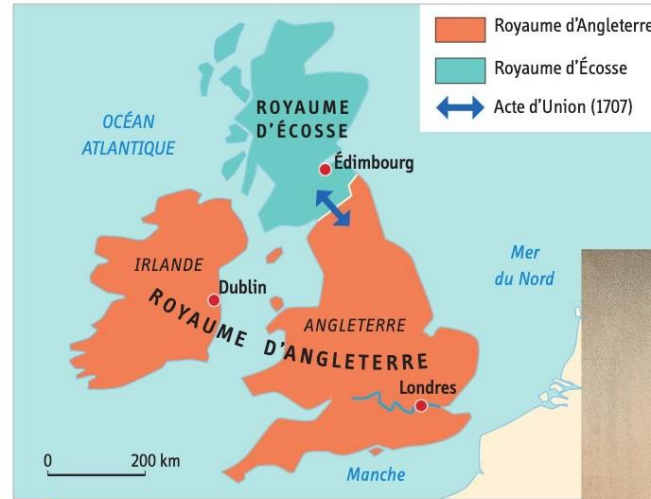 Royaume d'Angleterre
Royaume d'Écosse
Acte d'Union (1707)
OCÉAN
ATLANTIQUE
ROYAUME
D'ÉCOSSE
Édimbourg
Mer
du Nord
IRLANDE
Dublin
ANGLETERRE
ROYAUME D'ANGLETERRE
Londres
0 200 km
Manche